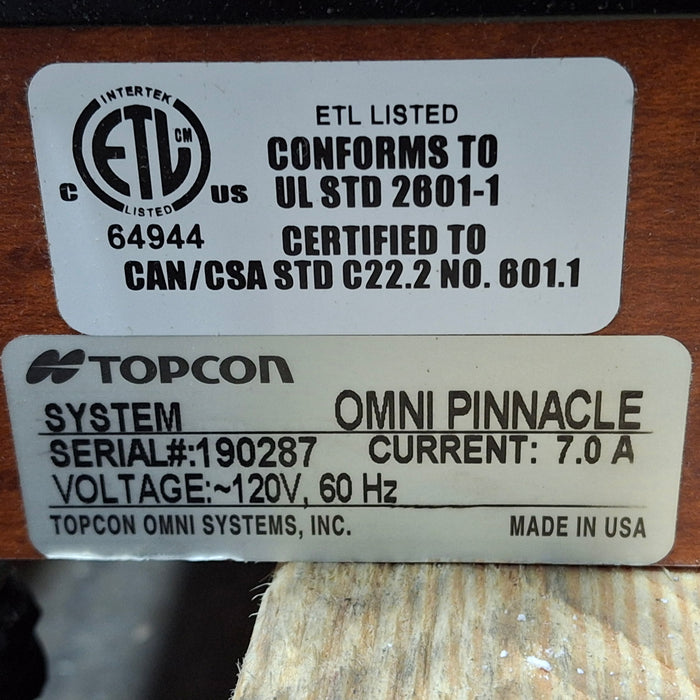 INTERTEK
ETL CM
LISTED
C US
64944
ETL LISTED
CONFORMS TO
UL STD 2601-1
CERTIFIED TO
CAN/CSA STD C22.2 NO. 601.1
TOPCON
SYSTEM OMNI PINNACLE
SERIAL#:190287 CURRENT: 7.0 A
VOLTAGE:~120V, 60 Hz
TOPCON OMNI SYSTEMS, INC. MADE IN USA